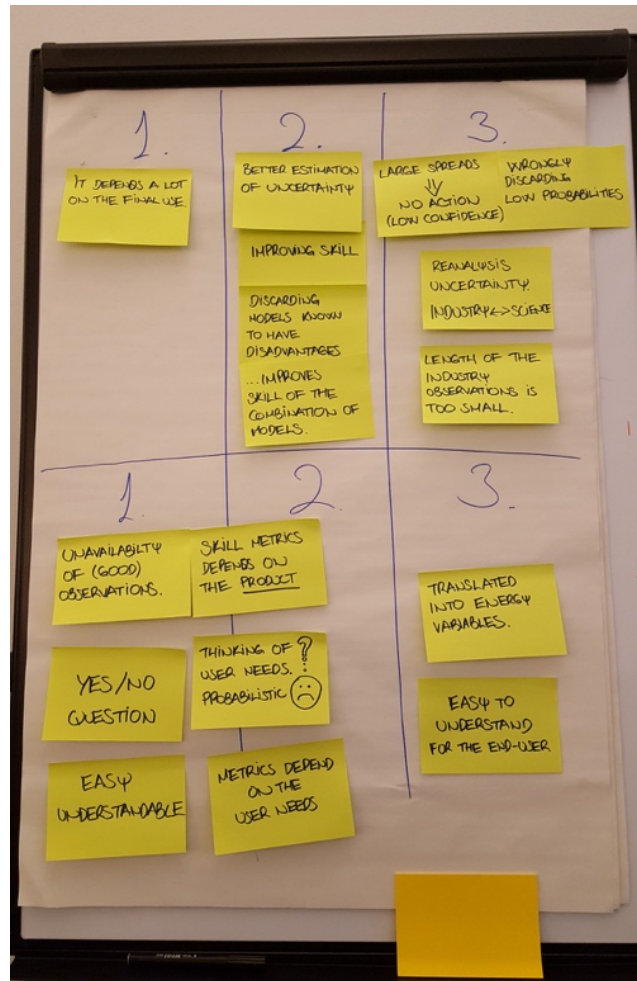 1.
IT DEPENDS A LOT
ON THE FINAL USE.
2.
BETTER ESTIMATION
OF UNCERTAINTY
IMPROVING SKILL
DISCARDING
MODELS KNOWN
TO HAVE
DISADVANTAGES
...IMPROVES
SKILL OF THE
COMBINATION OF
MODELS.
3.
LARGE SPREADS
⇓
NO ACTION
(LOW CONFIDENCE)
WRONGLY
DISCARDING
LOW PROBABILITIES
REANALYSIS
UNCERTAINTY.
INDUSTRY<->SCIENCE
LENGTH OF THE
INDUSTRY
OBSERVATIONS IS
TOO SMALL.
1.
UNAVAILABILTY
OF (GOOD)
OBSERVATIONS.
YES/NO
QUESTION
EASY
UNDERSTANDABLE
2.
SKILL METRICS
DEPENDS ON
THE PRODUCT
THINKING OF ?
USER NEEDS.
PROBABILISTIC ☹
METRICS DEPEND
ON THE
USER NEEDS
3.
TRANSLATED
INTO ENERGY
VARIABLES.
EASY TO
UNDERSTAND
FOR THE END-USER